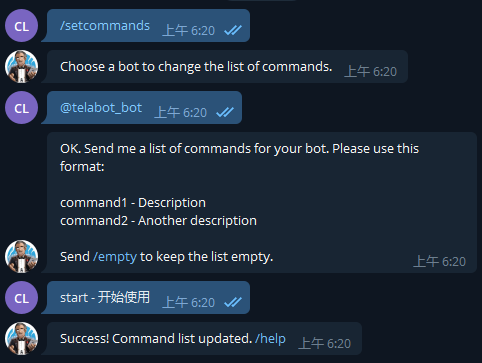 CL
/setcommands 上午 6:20
Choose a bot to change the list of commands. 上午 6:20
CL
@telabot_bot 上午 6:20
OK. Send me a list of commands for your bot. Please use this
format:
command1 - Description
command2 - Another description
Send /empty to keep the list empty. 上午 6:20
CL
start - 开始使用 上午 6:20
Success! Command list updated. /help 上午 6:20